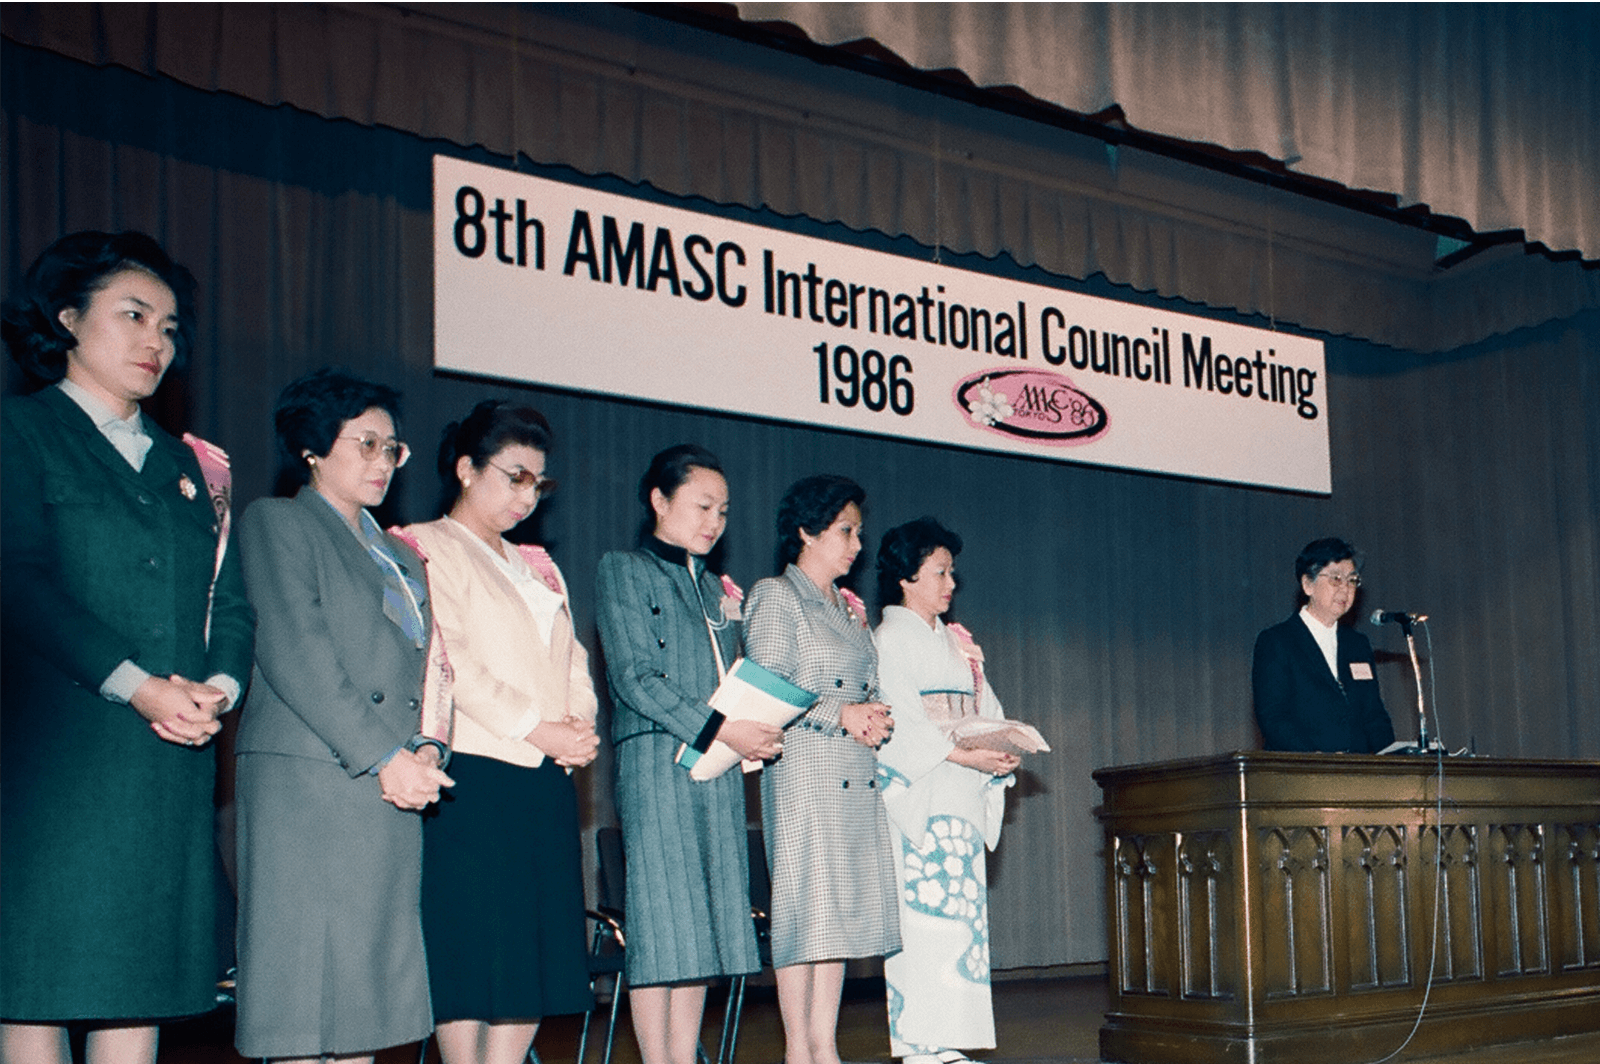 8th AMASC International Council Meeting
1986
AMASC'86
TOKYO